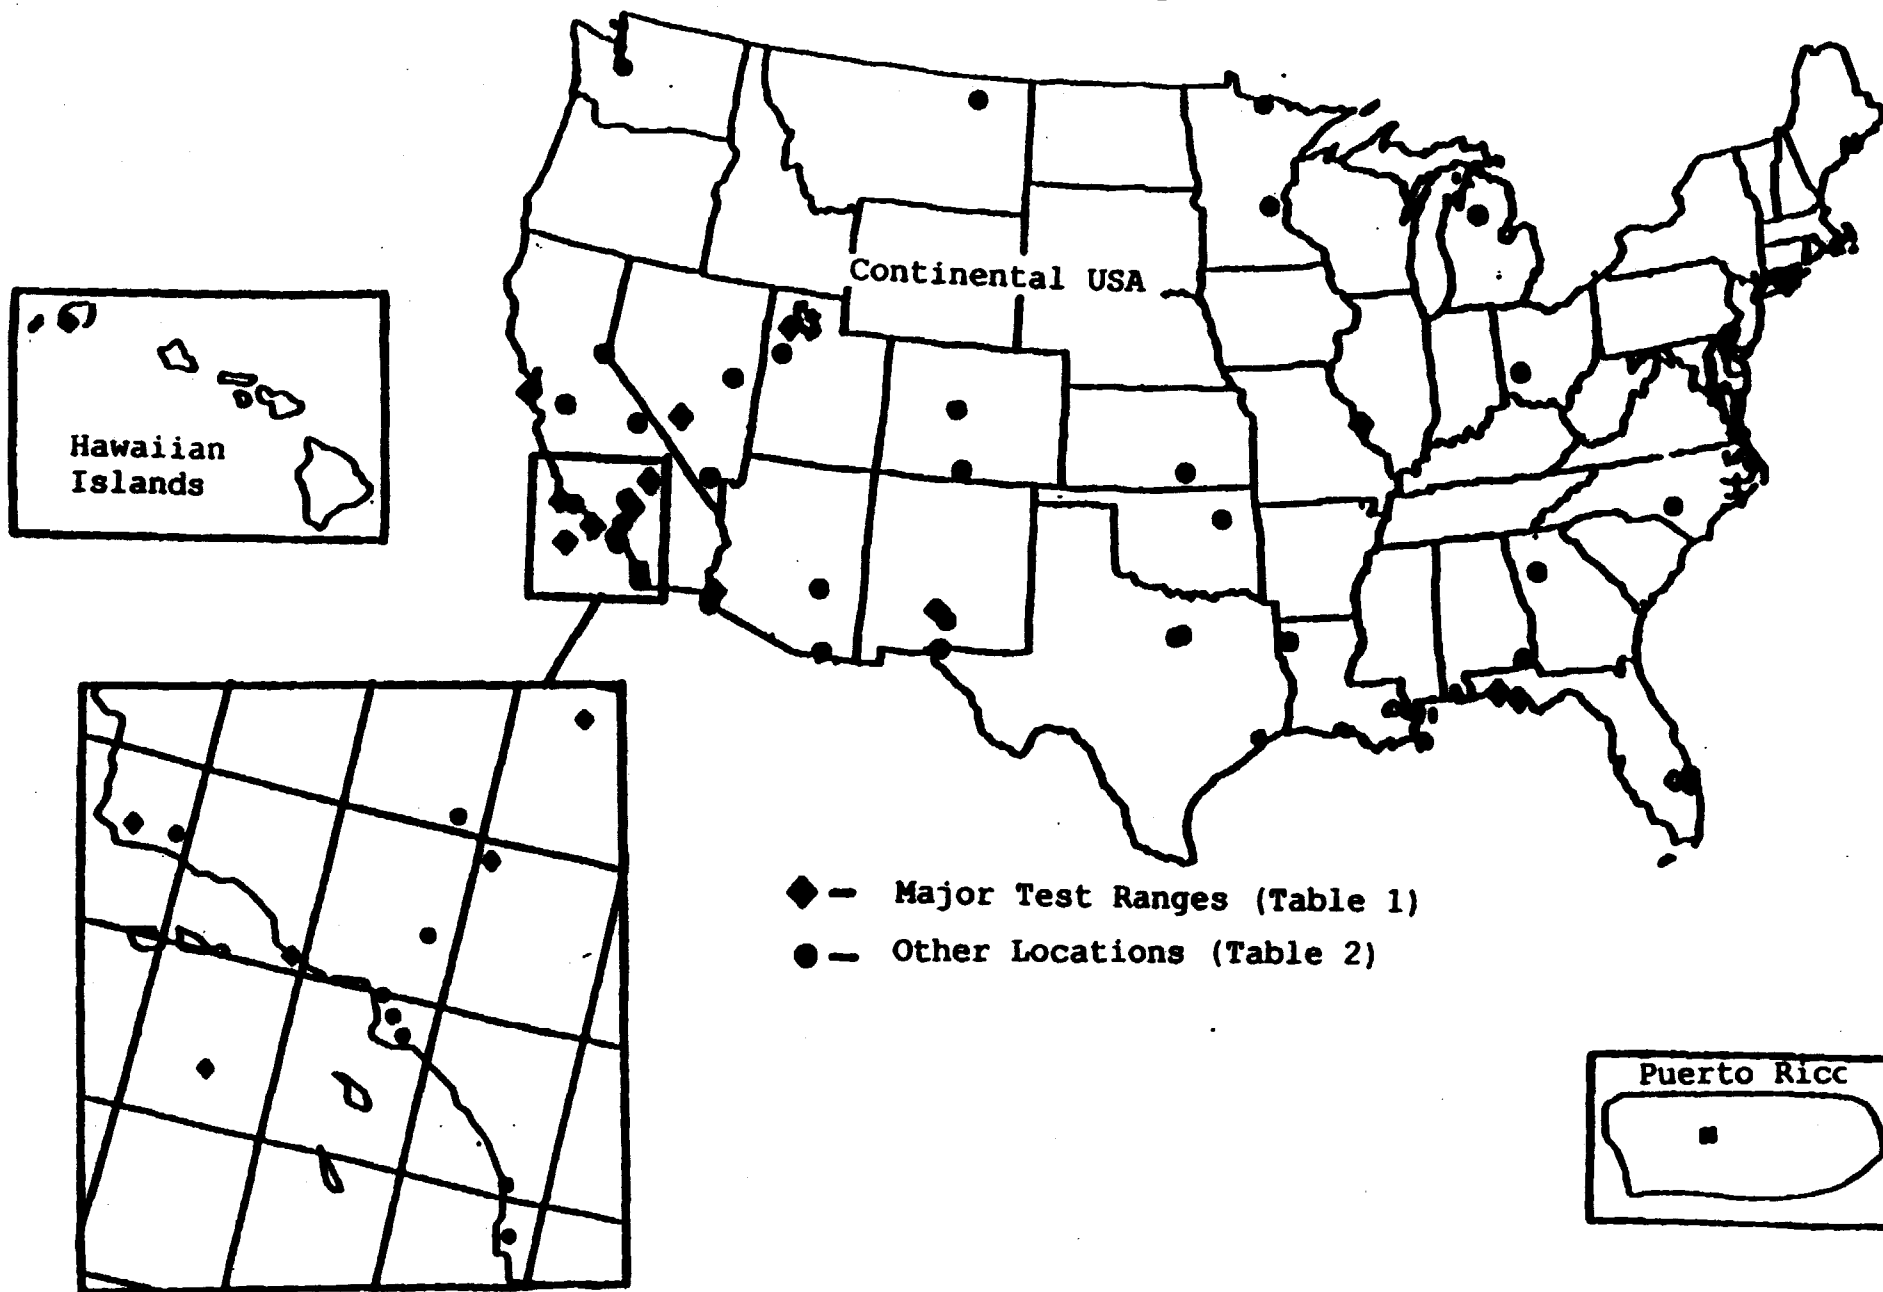 Continental USA
Hawaiian
Islands
◆ — Major Test Ranges (Table 1)
● — Other Locations (Table 2)
Puerto Ricc